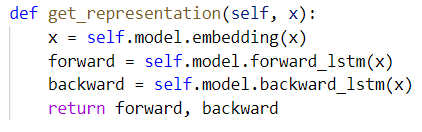 def get_representation(self, x):
    x = self.model.embedding(x)
    forward = self.model.forward_lstm(x)
    backward = self.model.backward_lstm(x)
    return forward, backward